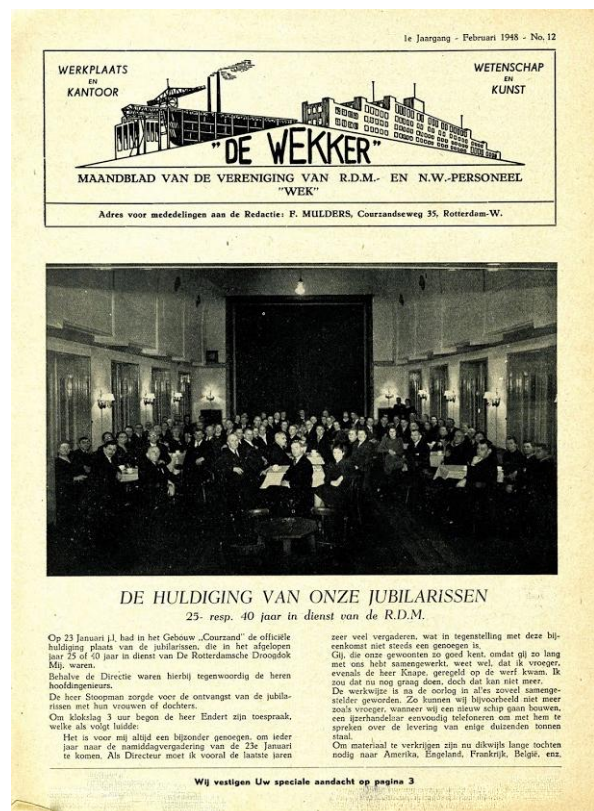 1e Jaargang - Februari 1948 - No. 12
WERKPLAATS
EN
KANTOOR
WETENSCHAP
EN
KUNST
"DE WEKKER"
MAANDBLAD VAN DE VERENIGING VAN R.D.M.- EN N.W.-PERSONEEL
"WEK"
Adres voor mededelingen aan de Redactie: F. MULDERS, Courzandseweg 35, Rotterdam-W.
DE HULDIGING VAN ONZE JUBILARISSEN
25- resp. 40 jaar in dienst van de R.D.M.
Op 23 Januari j.l. had in het Gebouw „Courzand” de officiële
huldiging plaats van de jubilarissen, die in het afgelopen
jaar 25 of 40 jaar in dienst van De Rotterdamsche Droogdok
Mij. waren.
Behalve de Directie waren hierbij tegenwoordig de heren
hoofdingenieurs.
De heer Stoopman zorgde voor de ontvangst van de jubila-
rissen met hun vrouwen of dochters.
Om klokslag 3 uur begon de heer Endert zijn toespraak,
welke als volgt luidde:
Het is voor mij altijd een bijzonder genoegen, om ieder
jaar naar de namiddagvergadering van de 23e Januari
te komen. Als Directeur moet ik vooral de laatste jaren
zeer veel vergaderen, wat in tegenstelling met deze bij-
eenkomst niet steeds een genoegen is.
Gij, die onze gewoonten zo goed kent, omdat gij zo lang
met ons hebt samengewerkt, weet wel, dat ik vroeger,
evenals de heer Knape, geregeld op de werf kwam. Ik
zou dat nu nog graag doen, doch dat kan niet meer.
De werkwijze is na de oorlog in alles zoveel samenge-
stelder geworden. Zo kunnen wij bijvoorbeeld niet meer
zoals vroeger, wanneer wij een nieuw schip gaan bouwen,
een ijzerhandelaar eenvoudig telefoneren om met hem te
spreken over de levering van enige duizenden tonnen
staal.
Om materiaal te verkrijgen zijn nu dikwijls lange tochten
nodig naar Amerika, Engeland, Frankrijk, België, enz.
Wij vestigen Uw speciale aandacht op pagina 3